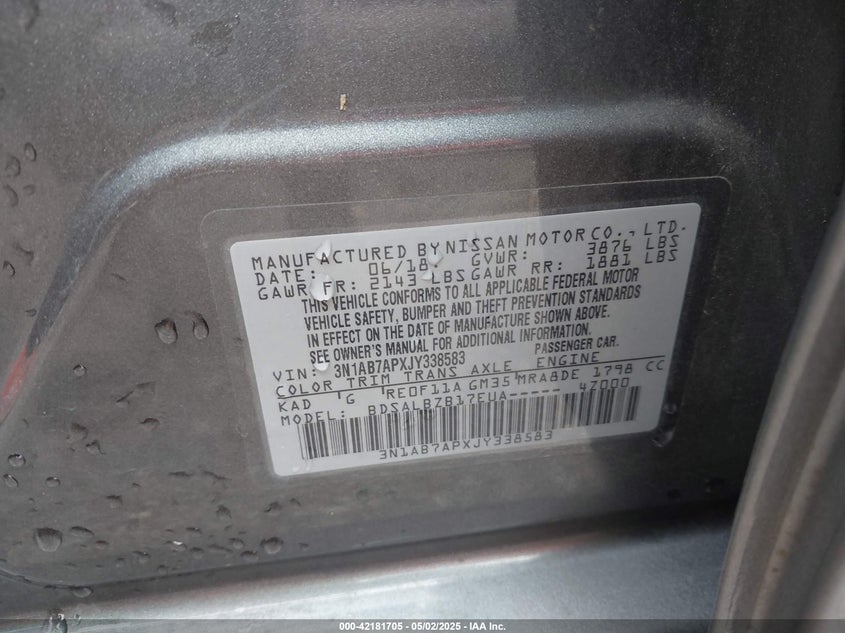 MANUFACTURED BY NISSAN MOTOR CO., LTD.
DATE: 06/18 GVWR: 3876 LBS
GAWR FR: 2143 LBS GAWR RR: 1881 LBS
THIS VEHICLE CONFORMS TO ALL APPLICABLE FEDERAL MOTOR
VEHICLE SAFETY, BUMPER AND THEFT PREVENTION STANDARDS
IN EFFECT ON THE DATE OF MANUFACTURE SHOWN ABOVE.
SEE OWNER'S MANUAL FOR ADDITIONAL INFORMATION.
VIN: 3N1AB7APXJY338583 PASSENGER CAR.
COLOR TRIM TRANS AXLE ENGINE
KAD 'G RE0F11A GM35 MRA8DE 1798 CC
MODEL: BDSALBZB17EUA----- 4Z000
3N1AB7APXJY338583
000-42181705 - 05/02/2025 - IAA Inc.